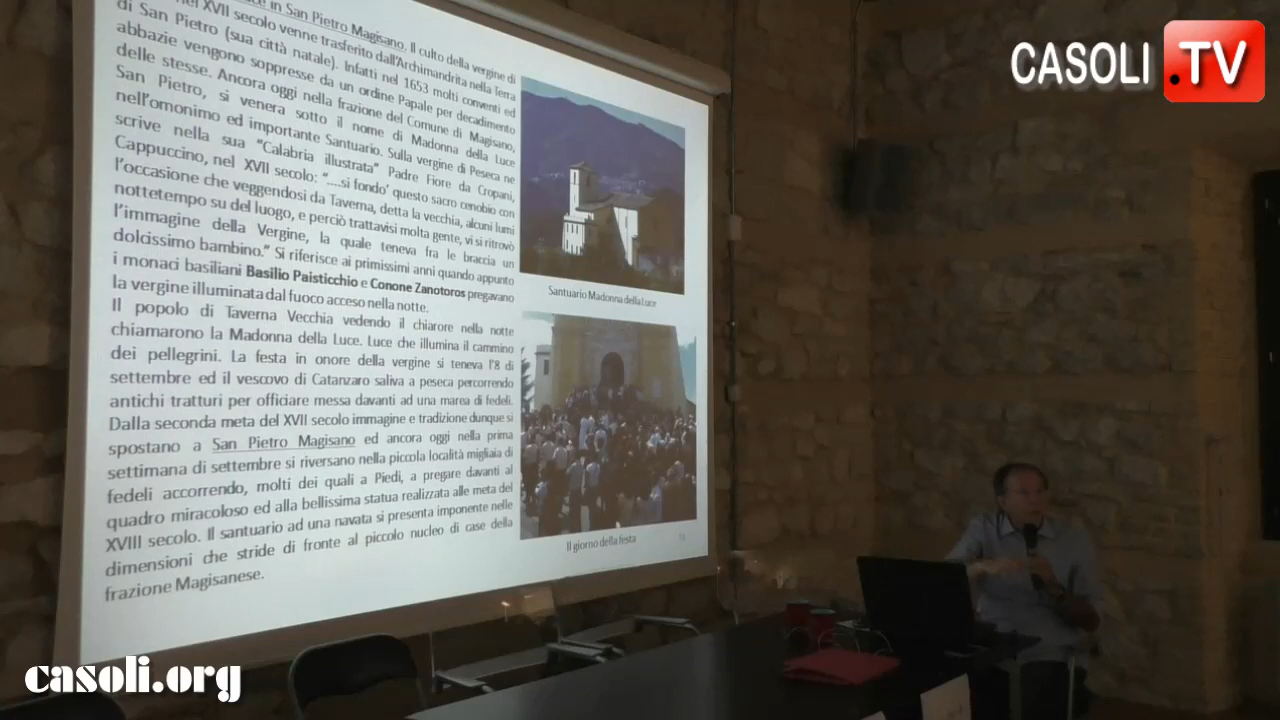 in San Pietro Magisano. Il culto della vergine di
nel XVII secolo venne trasferito dall'Archimandrita nella Terra
di San Pietro (sua città natale). Infatti nel 1653 molti conventi ed
abbazie vengono soppresse da un ordine Papale per decadimento
delle stesse. Ancora oggi nella frazione del Comune di Magisano,
San Pietro, si venera sotto il nome di Madonna della Luce
nell'omonimo ed importante Santuario. Sulla vergine di Peseca ne
scrive nella sua "Calabria illustrata" Padre Fiore da Cropani,
Cappuccino, nel XVII secolo: "....si fondo' questo sacro cenobio con
l'occasione che veggendosi da Taverna, detta la vecchia, alcuni lumi
nottetempo su del luogo, e perciò trattavisi molta gente, vi si ritrovò
l'immagine della Vergine, la quale teneva fra le braccia un
dolcissimo bambino." Si riferisce ai primissimi anni quando appunto
i monaci basiliani Basilio Paisticchio e Conone Zanotoros pregavano
la vergine illuminata dal fuoco acceso nella notte.
Il popolo di Taverna Vecchia vedendo il chiarore nella notte
chiamarono la Madonna della Luce. Luce che illumina il cammino
dei pellegrini. La festa in onore della vergine si teneva l'8 di
settembre ed il vescovo di Catanzaro saliva a peseca percorrendo
antichi tratturi per officiare messa davanti ad una marea di fedeli.
Dalla seconda meta del XVII secolo immagine e tradizione dunque si
spostano a San Pietro Magisano ed ancora oggi nella prima
settimana di settembre si riversano nella piccola località migliaia di
fedeli accorrendo, molti dei quali a Piedi, a pregare davanti al
quadro miracoloso ed alla bellissima statua realizzata alle meta del
XVIII secolo. Il santuario ad una navata si presenta imponente nelle
dimensioni che stride di fronte al piccolo nucleo di case della
frazione Magisanese.
Santuario Madonna della Luce
Il giorno della festa
CASOLI .TV
casoli.org